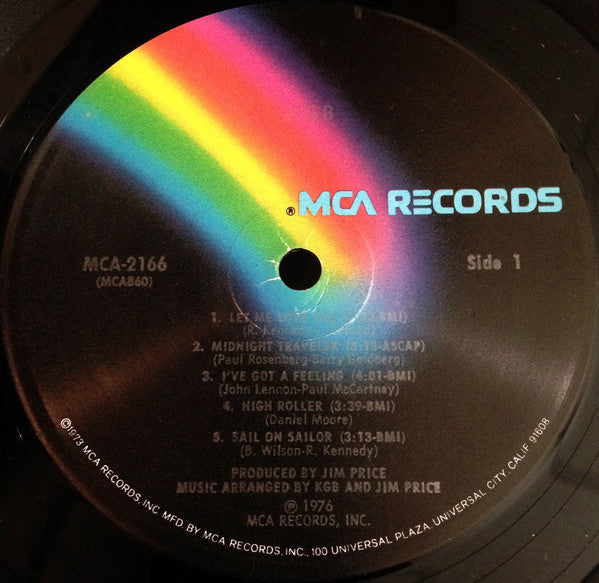 ® MCA RECORDS
MCA-2166
(MCA860)
Side 1
1. LET ME
(R.
2. MIDNIGHT TRAVELER (3:13-ASCAP)
(Paul Rosenberg-Barry Goldberg)
3. I'VE GOT A FEELING (4:01-BMI)
(John Lennon-Paul McCartney)
4. HIGH ROLLER (3:39-BMI)
(Daniel Moore)
5. SAIL ON SAILOR (3:13-BMI)
(B. Wilson-R. Kennedy)
PRODUCED BY JIM PRICE
MUSIC ARRANGED BY KGB AND JIM PRICE
℗ 1976
MCA RECORDS, INC.
©1973 MCA RECORDS, INC. MFD. BY MCA RECORDS, INC., 100 UNIVERSAL PLAZA, UNIVERSAL CITY, CALIF. 91608